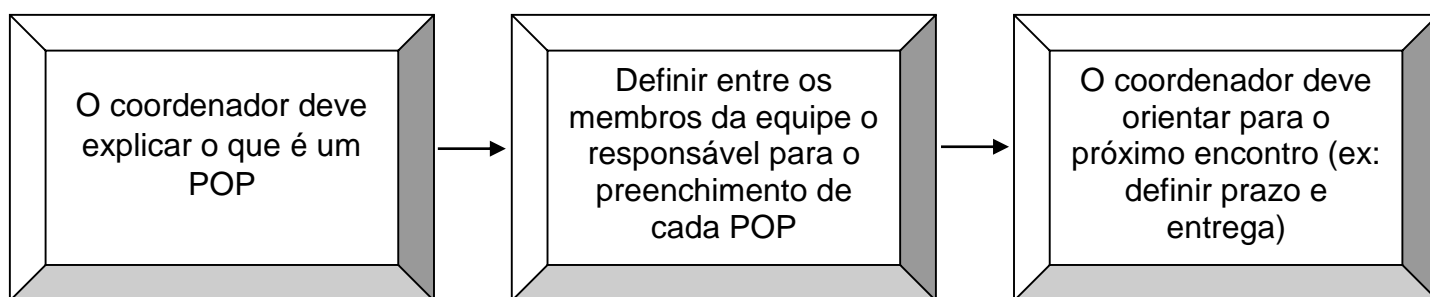 O coordenador deve
explicar o que é um
POP
Definir entre os
membros da equipe o
responsável para o
preenchimento de
cada POP
O coordenador deve
orientar para o
próximo encontro (ex:
definir prazo e
entrega)